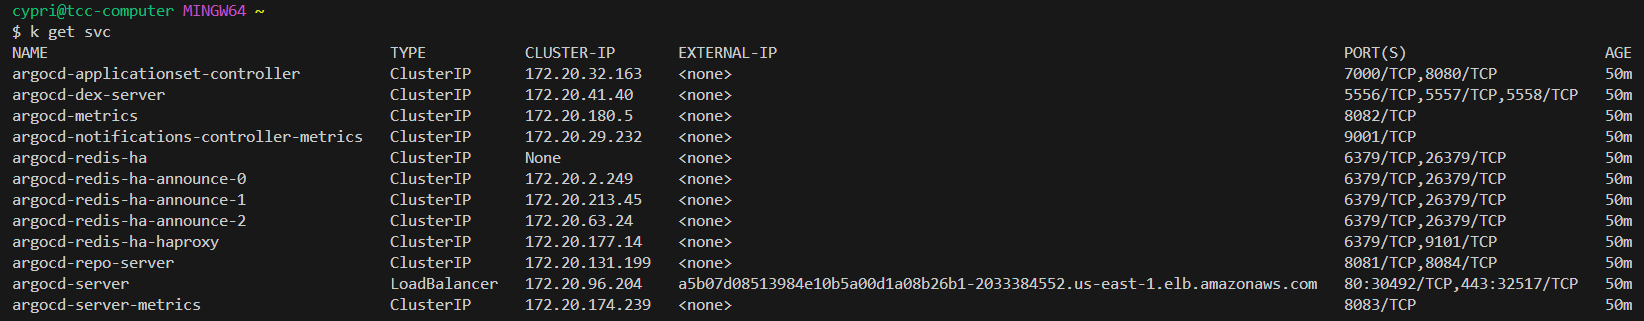 cypri@tcc-computer MINGW64 ~
$ k get svc
NAME TYPE CLUSTER-IP EXTERNAL-IP PORT(S) AGE
argocd-applicationset-controller ClusterIP 172.20.32.163 <none> 7000/TCP,8080/TCP 50m
argocd-dex-server ClusterIP 172.20.41.40 <none> 5556/TCP,5557/TCP,5558/TCP 50m
argocd-metrics ClusterIP 172.20.180.5 <none> 8082/TCP 50m
argocd-notifications-controller-metrics ClusterIP 172.20.29.232 <none> 9001/TCP 50m
argocd-redis-ha ClusterIP None <none> 6379/TCP,26379/TCP 50m
argocd-redis-ha-announce-0 ClusterIP 172.20.2.249 <none> 6379/TCP,26379/TCP 50m
argocd-redis-ha-announce-1 ClusterIP 172.20.213.45 <none> 6379/TCP,26379/TCP 50m
argocd-redis-ha-announce-2 ClusterIP 172.20.63.24 <none> 6379/TCP,26379/TCP 50m
argocd-redis-ha-haproxy ClusterIP 172.20.177.14 <none> 6379/TCP,9101/TCP 50m
argocd-repo-server ClusterIP 172.20.131.199 <none> 8081/TCP,8084/TCP 50m
argocd-server LoadBalancer 172.20.96.204 a5b07d08513984e10b5a00d1a08b26b1-2033384552.us-east-1.elb.amazonaws.com 80:30492/TCP,443:32517/TCP 50m
argocd-server-metrics ClusterIP 172.20.174.239 <none> 8083/TCP 50m